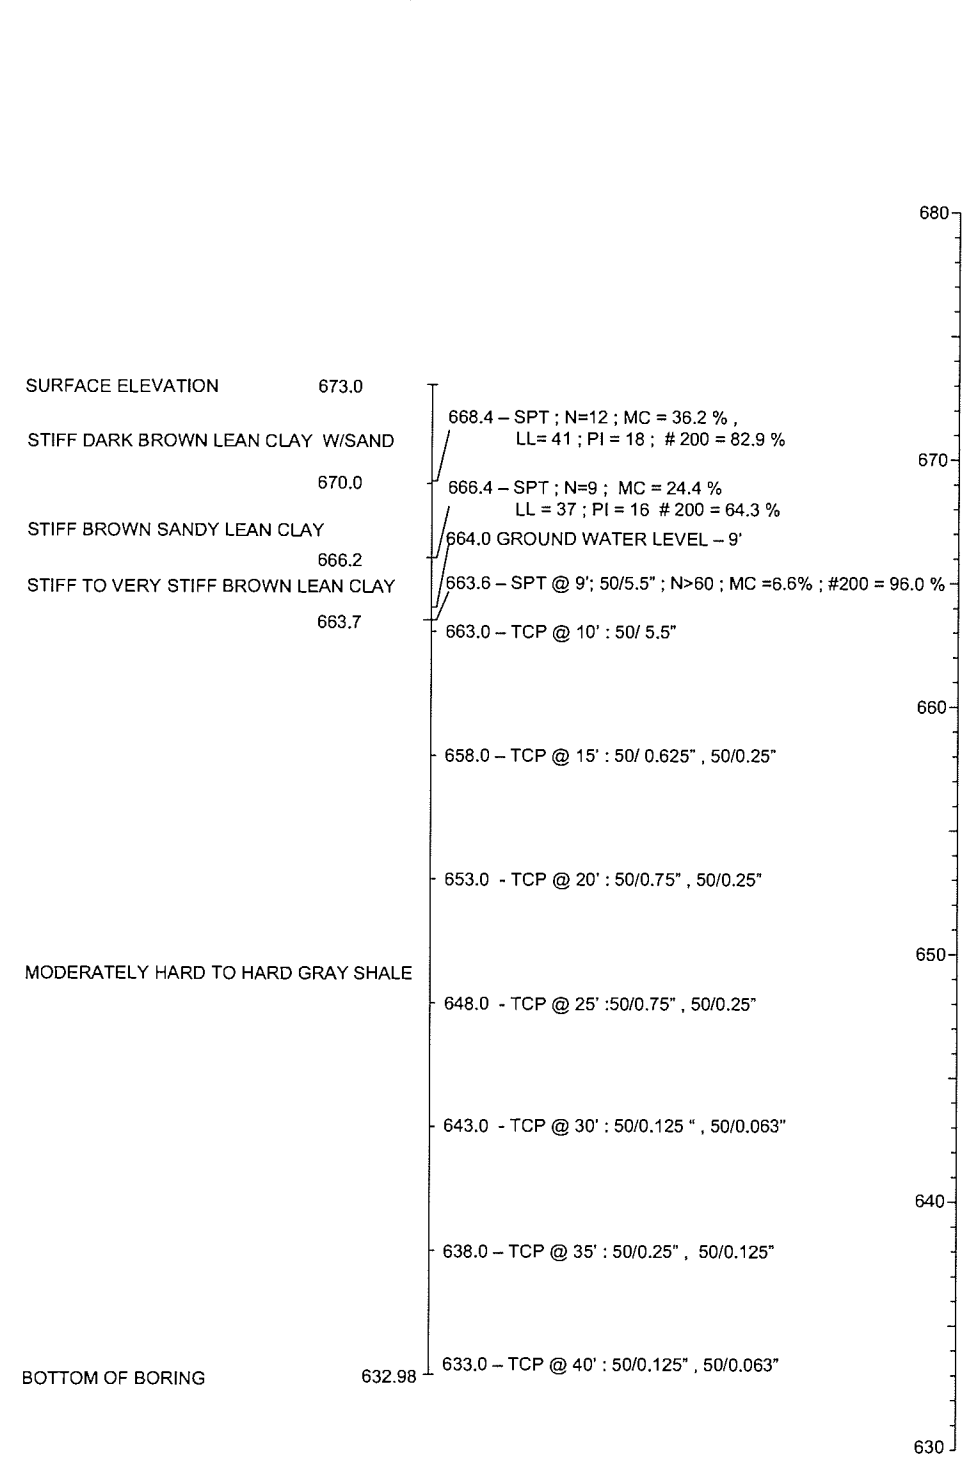 680
SURFACE ELEVATION 673.0
668.4 – SPT ; N=12 ; MC = 36.2 % ,
LL= 41 ; PI = 18 ; # 200 = 82.9 %
STIFF DARK BROWN LEAN CLAY W/SAND
670
670.0
666.4 – SPT ; N=9 ; MC = 24.4 %
LL = 37 ; PI = 16 # 200 = 64.3 %
STIFF BROWN SANDY LEAN CLAY
664.0 GROUND WATER LEVEL – 9'
666.2
STIFF TO VERY STIFF BROWN LEAN CLAY
663.6 – SPT @ 9'; 50/5.5" ; N>60 ; MC =6.6% ; #200 = 96.0 %
663.7
663.0 – TCP @ 10' : 50/ 5.5"
660
658.0 – TCP @ 15' : 50/ 0.625" , 50/0.25"
653.0 - TCP @ 20' : 50/0.75" , 50/0.25"
650
MODERATELY HARD TO HARD GRAY SHALE
648.0 - TCP @ 25' :50/0.75" , 50/0.25"
643.0 - TCP @ 30' : 50/0.125 " , 50/0.063"
640
638.0 – TCP @ 35' : 50/0.25" , 50/0.125"
633.0 – TCP @ 40' : 50/0.125" , 50/0.063"
BOTTOM OF BORING 632.98
630